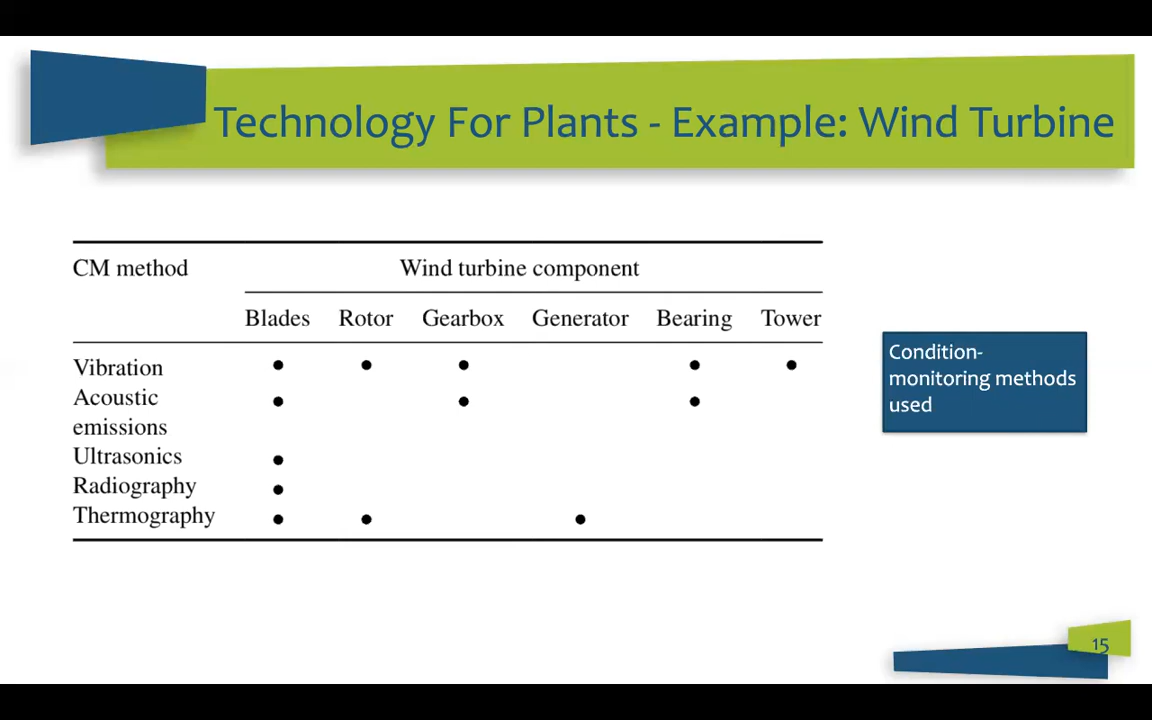 Technology For Plants - Example: Wind Turbine
CM method Wind turbine component
Blades Rotor Gearbox Generator Bearing Tower
Vibration • • • • •
Acoustic • • •
emissions
Ultrasonics •
Radiography •
Thermography • • •
Condition-
monitoring methods
used
15